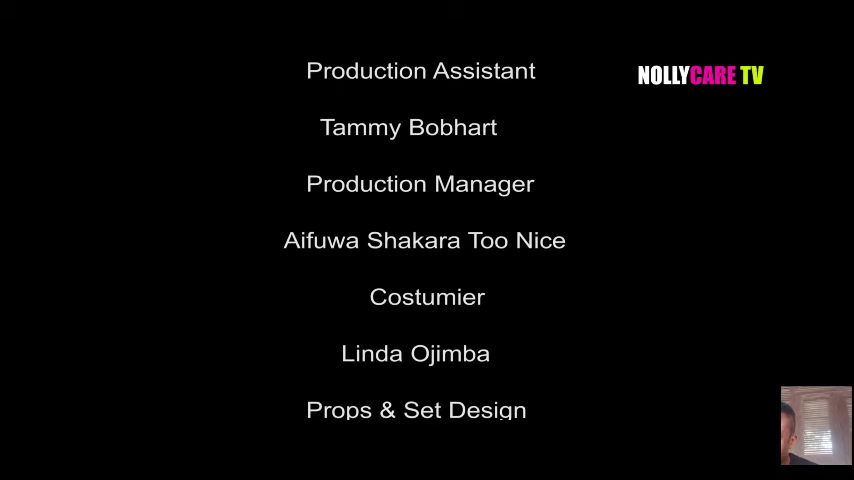 Production Assistant
NOLLYCARE TV
Tammy Bobhart
Production Manager
Aifuwa Shakara Too Nice
Costumier
Linda Ojimba
Props & Set Design